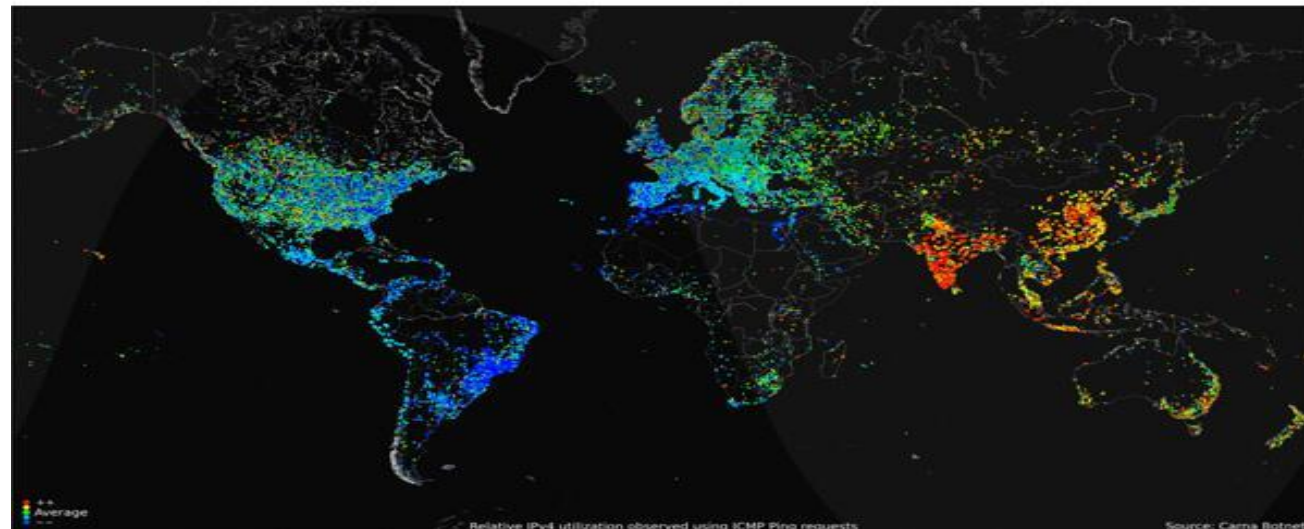 ++
Average
--
Relative IPv4 utilization observed using ICMP Ping requests
Source: Carna Botnet